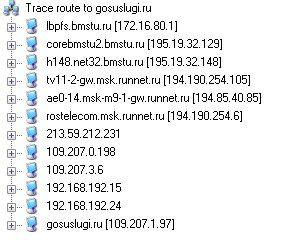 Trace route to gosuslugi.ru
lbpfs.bmstu.ru [172.16.80.1]
corebmstu2.bmstu.ru [195.19.32.129]
h148.net32.bmstu.ru [195.19.32.148]
tv11-2-gw.msk.runnet.ru [194.190.254.105]
ae0-14.msk-m9-1-gw.runnet.ru [194.85.40.85]
rostelecom.msk.runnet.ru [194.190.254.6]
213.59.212.231
109.207.0.198
109.207.3.6
192.168.192.15
192.168.192.24
gosuslugi.ru [109.207.1.97]